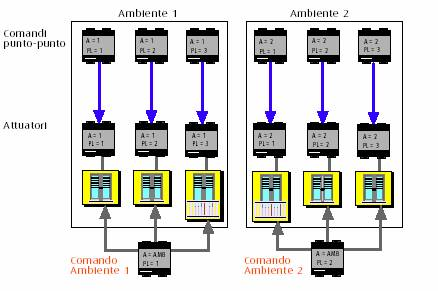 Ambiente 1
Ambiente 2
Comandi
punto-punto
A = 1
PL = 1
A = 1
PL = 2
A = 1
PL = 3
A = 2
PL = 1
A = 2
PL = 2
A = 2
PL = 3
Attuatori
A = 1
PL = 1
A = 1
PL = 2
A = 1
PL = 3
A = 2
PL = 1
A = 2
PL = 2
A = 2
PL = 3
Comando
Ambiente 1
A = AMB
PL = 1
Comando
Ambiente 2
A = AMB
PL = 2